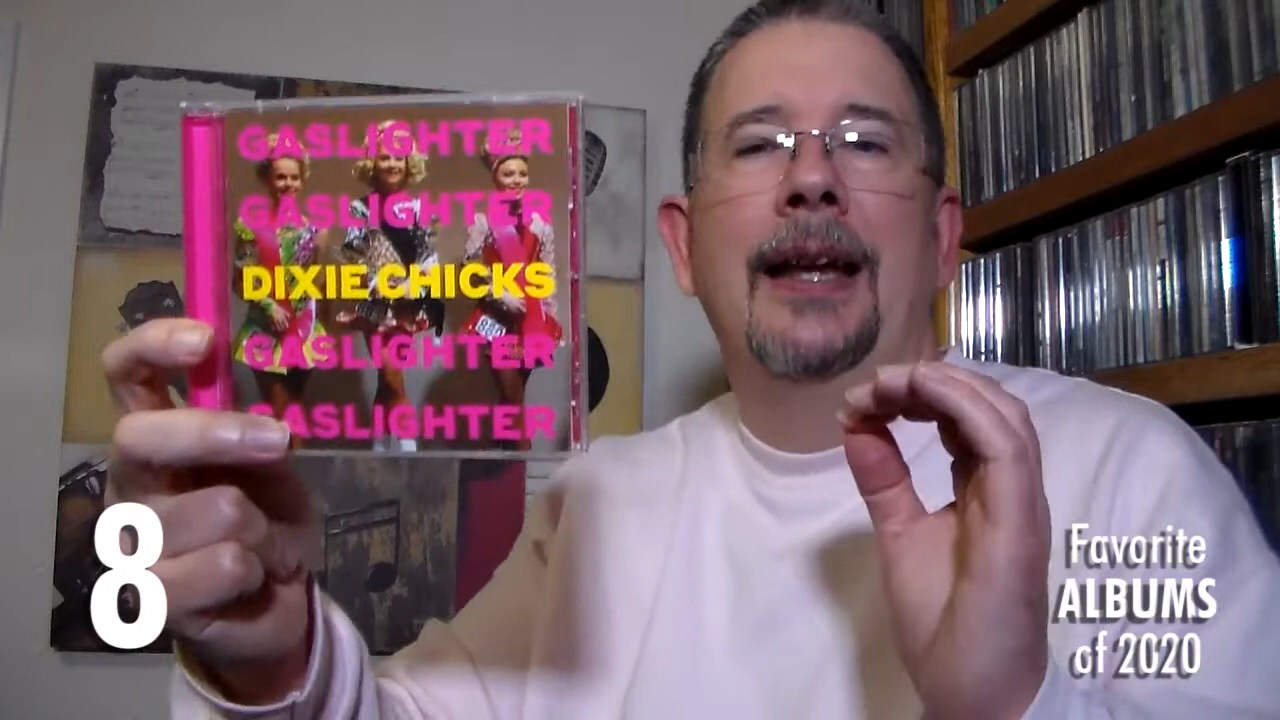 GASLIGHTER
GASLIGHTER
DIXIE CHICKS
GASLIGHTER
GASLIGHTER
8
Favorite
ALBUMS
of 2020